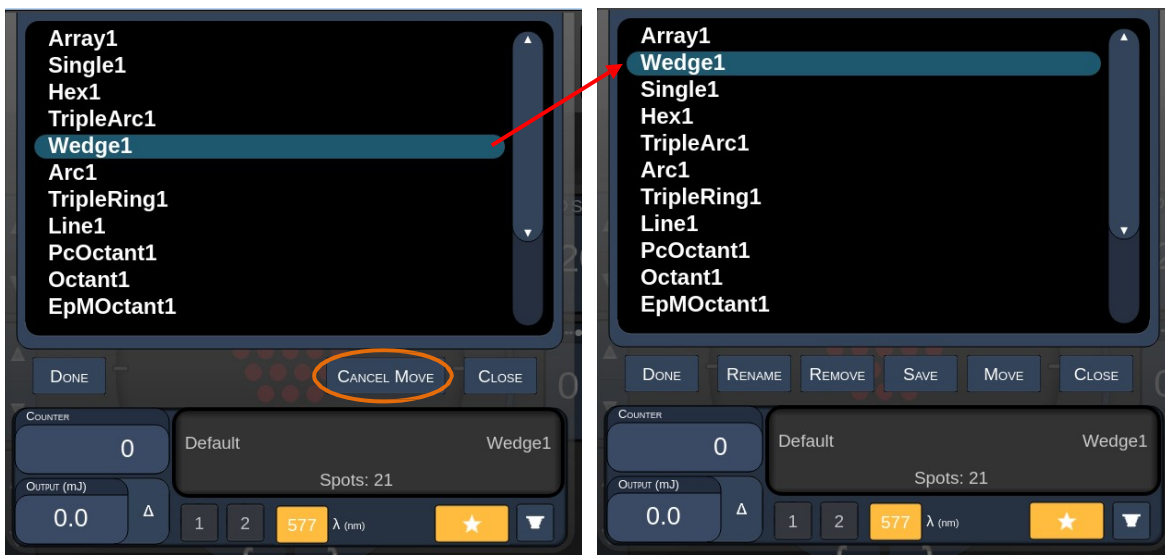 Array1
Single1
Hex1
TripleArc1
Wedge1
Arc1
TripleRing1
Line1
PcOctant1
Octant1
EpMOctant1
DONE
CANCEL MOVE
CLOSE
COUNTER
0
Default
Wedge1
Spots: 21
OUTPUT (mJ)
0.0
Δ
1
2
577
λ (nm)
Array1
Wedge1
Single1
Hex1
TripleArc1
Arc1
TripleRing1
Line1
PcOctant1
Octant1
EpMOctant1
DONE
RENAME
REMOVE
SAVE
MOVE
CLOSE
COUNTER
0
Default
Wedge1
Spots: 21
OUTPUT (mJ)
0.0
Δ
1
2
577
λ (nm)